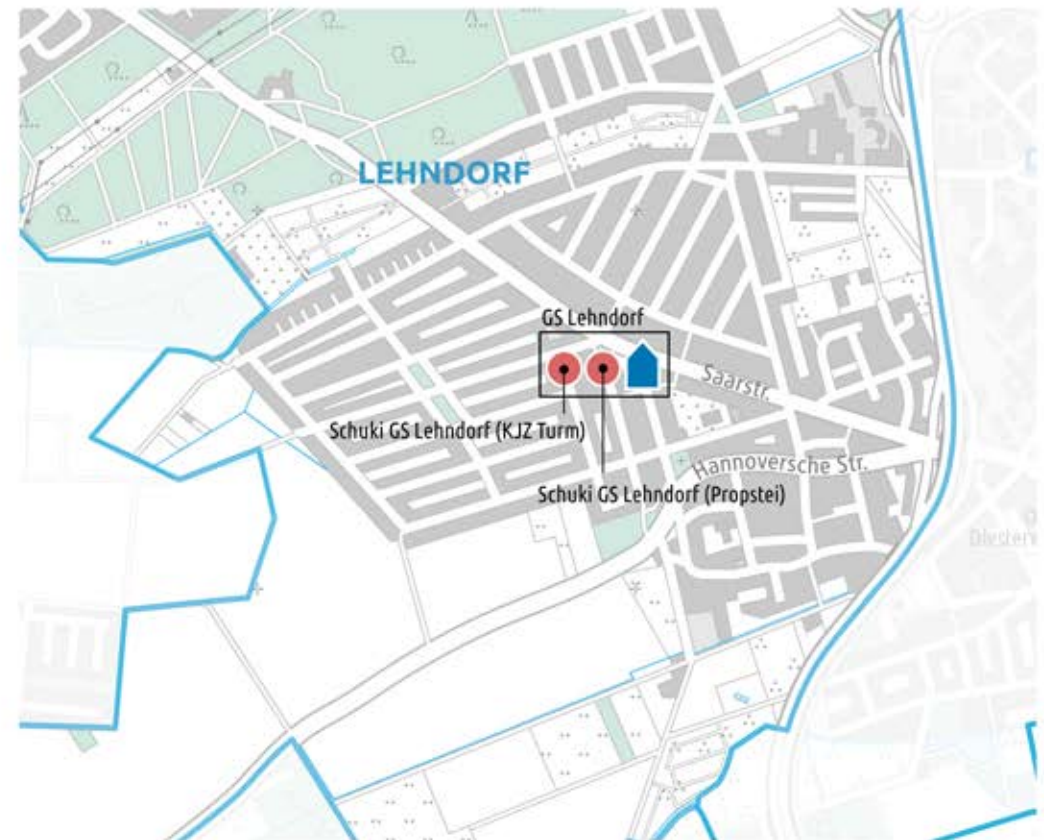 LEHNDORF
GS Lehndorf
Saarstr.
Schuki GS Lehndorf (KJZ Turm)
Hannoversche Str.
Schuki GS Lehndorf (Propstei)